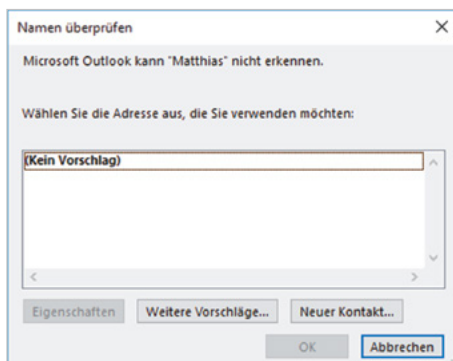 Namen überprüfen
Microsoft Outlook kann "Matthias" nicht erkennen.
Wählen Sie die Adresse aus, die Sie verwenden möchten:
(Kein Vorschlag)
Eigenschaften Weitere Vorschläge... Neuer Kontakt...
OK Abbrechen